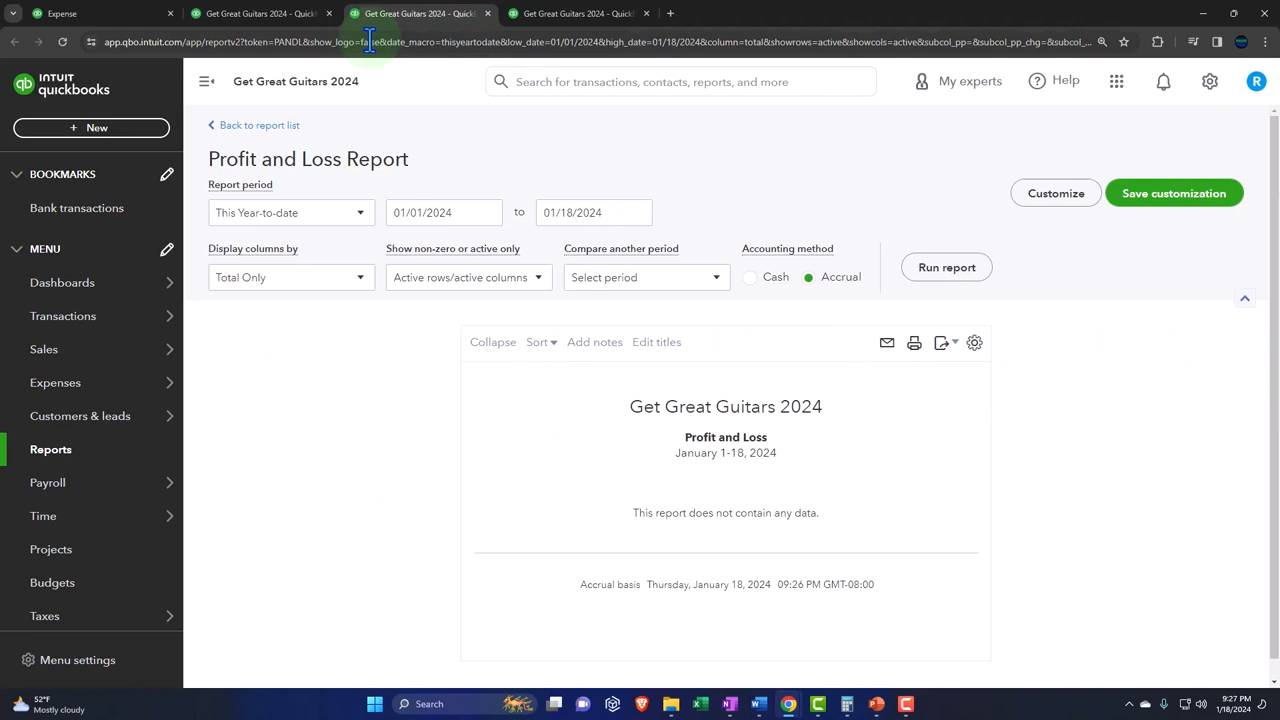 Expense
Get Great Guitars 2024 - Quick
Get Great Guitars 2024 - Quick
Get Great Guitars 2024 - Quick
app.qbo.intuit.com/app/reportv2?token=PANDL&show_logo=false&date_macro=thisyeartodate&low_date=01/01/2024&high_date=01/18/2024&column=total&showrows=active&showcols=active&subcol_pp=&subcol_pp_chg=&subcol_...
INTUIT
quickbooks
Get Great Guitars 2024
Search for transactions, contacts, reports, and more
My experts
Help
R
+ New
BOOKMARKS
Bank transactions
MENU
Dashboards
Transactions
Sales
Expenses
Customers & leads
Reports
Payroll
Time
Projects
Budgets
Taxes
Menu settings
Back to report list
Profit and Loss Report
Report period
This Year-to-date
01/01/2024
to
01/18/2024
Customize
Save customization
Display columns by
Show non-zero or active only
Compare another period
Accounting method
Total Only
Active rows/active columns
Select period
Cash
Accrual
Run report
Collapse
Sort
Add notes
Edit titles
Get Great Guitars 2024
Profit and Loss
January 1-18, 2024
This report does not contain any data.
Accrual basis Thursday, January 18, 2024 09:26 PM GMT-08:00
52°F
Mostly cloudy
Search
9:27 PM
1/18/2024